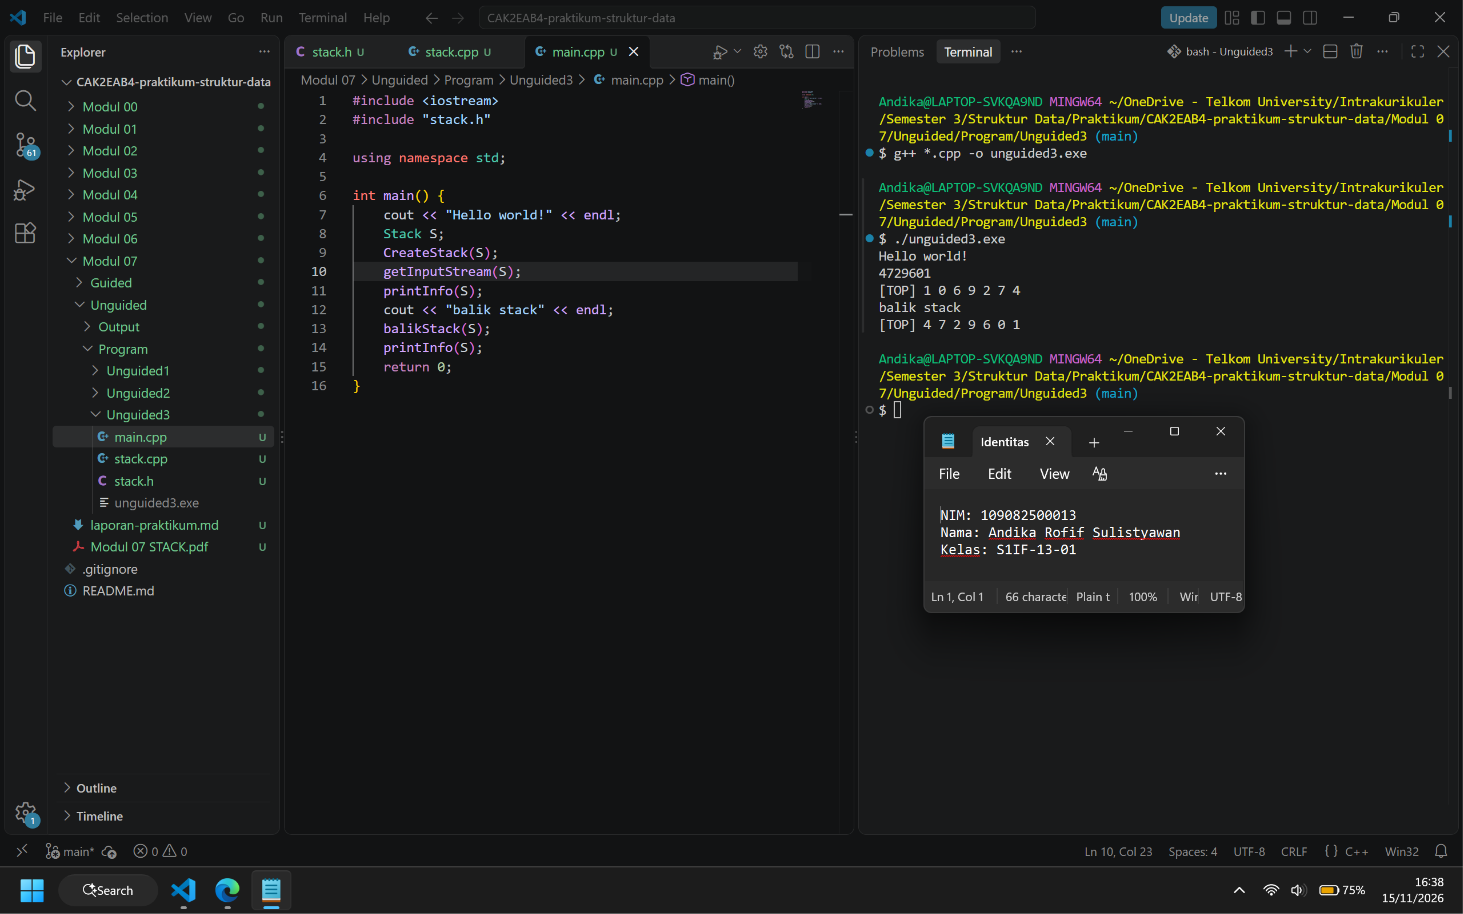 File Edit Selection View Go Run Terminal Help
CAK2EAB4-praktikum-struktur-data
Update
Explorer
CAK2EAB4-praktikum-struktur-data
Modul 00
Modul 01
Modul 02
Modul 03
Modul 04
Modul 05
Modul 06
Modul 07
Guided
Unguided
Output
Program
Unguided1
Unguided2
Unguided3
main.cpp U
stack.cpp U
stack.h U
unguided3.exe
laporan-praktikum.md U
Modul 07 STACK.pdf U
.gitignore
README.md
Outline
Timeline
61
1
stack.h U stack.cpp U main.cpp U
Modul 07 > Unguided > Program > Unguided3 > main.cpp > main()
1 #include <iostream>
2 #include "stack.h"
3
4 using namespace std;
5
6 int main() {
7 cout << "Hello world!" << endl;
8 Stack S;
9 CreateStack(S);
10 getInputStream(S);
11 printInfo(S);
12 cout << "balik stack" << endl;
13 balikStack(S);
14 printInfo(S);
15 return 0;
16 }
Problems Terminal
bash - Unguided3
Andika@LAPTOP-SVKQA9ND MINGW64 ~/OneDrive - Telkom University/Intrakurikuler
/Semester 3/Struktur Data/Praktikum/CAK2EAB4-praktikum-struktur-data/Modul 0
7/Unguided/Program/Unguided3 (main)
$ g++ *.cpp -o unguided3.exe
Andika@LAPTOP-SVKQA9ND MINGW64 ~/OneDrive - Telkom University/Intrakurikuler
/Semester 3/Struktur Data/Praktikum/CAK2EAB4-praktikum-struktur-data/Modul 0
7/Unguided/Program/Unguided3 (main)
$ ./unguided3.exe
Hello world!
4729601
[TOP] 1 0 6 9 2 7 4
balik stack
[TOP] 4 7 2 9 6 0 1
Andika@LAPTOP-SVKQA9ND MINGW64 ~/OneDrive - Telkom University/Intrakurikuler
/Semester 3/Struktur Data/Praktikum/CAK2EAB4-praktikum-struktur-data/Modul 0
7/Unguided/Program/Unguided3 (main)
$
Identitas
File Edit View
NIM: 109082500013
Nama: Andika Rofif Sulistyawan
Kelas: S1IF-13-01
Ln 1, Col 1 66 characte Plain t 100% Wir UTF-8
main* 0 0
Ln 10, Col 23 Spaces: 4 UTF-8 CRLF {} C++ Win32
Search
75%
16:38
15/11/2026